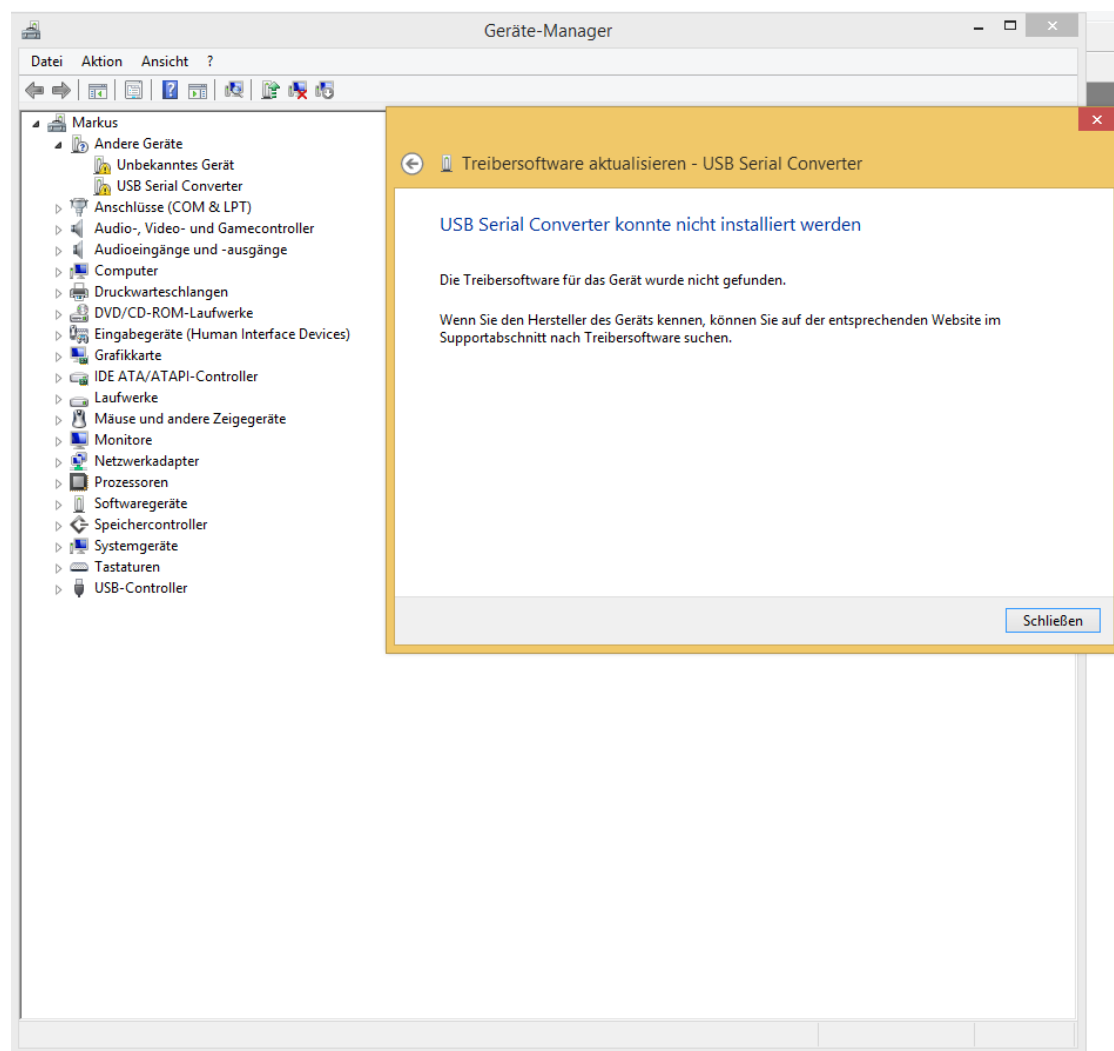 Geräte-Manager
Datei Aktion Ansicht ?
Markus
Andere Geräte
Unbekanntes Gerät
USB Serial Converter
Anschlüsse (COM & LPT)
Audio-, Video- und Gamecontroller
Audioeingänge und -ausgänge
Computer
Druckwarteschlangen
DVD/CD-ROM-Laufwerke
Eingabegeräte (Human Interface Devices)
Grafikkarte
IDE ATA/ATAPI-Controller
Laufwerke
Mäuse und andere Zeigegeräte
Monitore
Netzwerkadapter
Prozessoren
Softwaregeräte
Speichercontroller
Systemgeräte
Tastaturen
USB-Controller
Treibersoftware aktualisieren - USB Serial Converter
USB Serial Converter konnte nicht installiert werden
Die Treibersoftware für das Gerät wurde nicht gefunden.
Wenn Sie den Hersteller des Geräts kennen, können Sie auf der entsprechenden Website im
Supportabschnitt nach Treibersoftware suchen.
Schließen